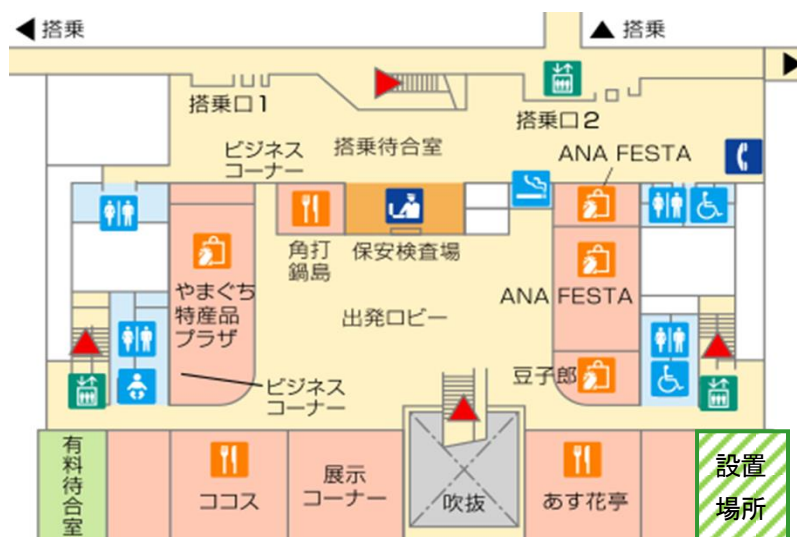 搭乗
搭乗
搭乗口1
搭乗口2
ビジネス
コーナー
搭乗待合室
ANA FESTA
角打
鍋島
保安検査場
やまぐち
特産品
プラザ
出発ロビー
ANA FESTA
豆子郎
ビジネス
コーナー
有料待合室
ココス
展示
コーナー
吹抜
あす花亭
設置
場所